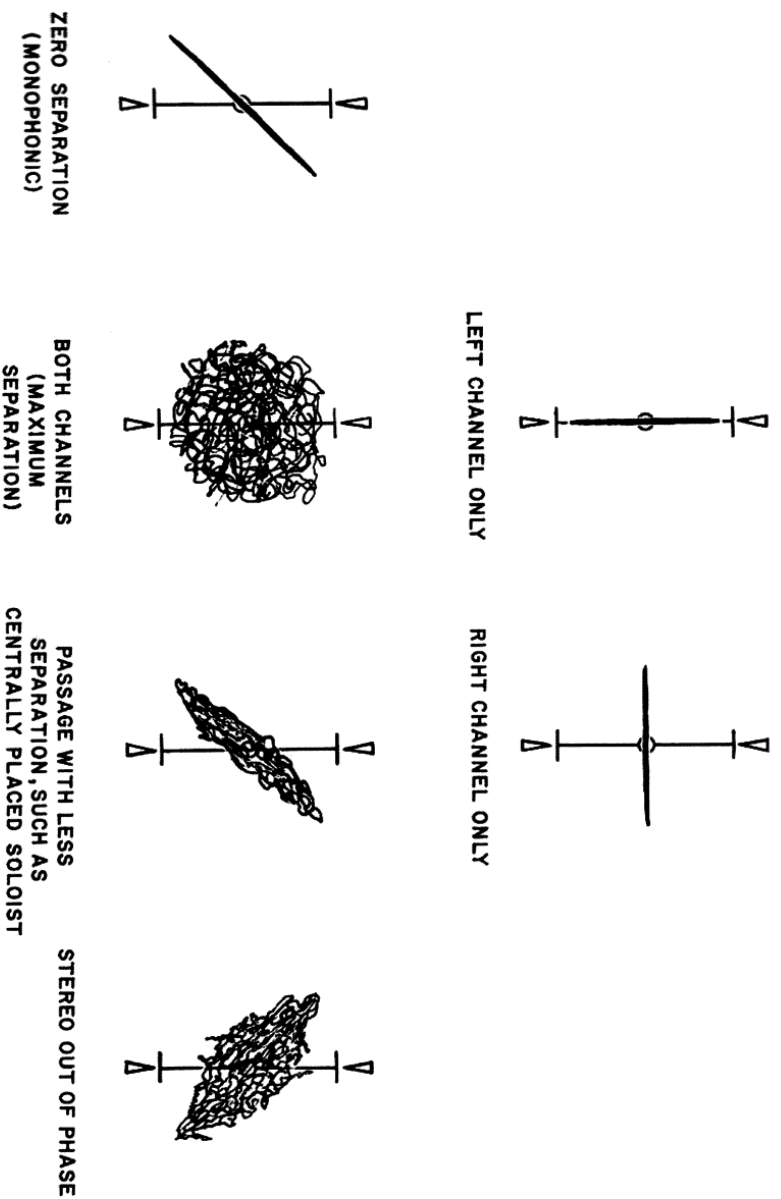 LEFT CHANNEL ONLY
RIGHT CHANNEL ONLY
ZERO SEPARATION
(MONOPHONIC)
BOTH CHANNELS
(MAXIMUM
SEPARATION)
PASSAGE WITH LESS
SEPARATION, SUCH AS
CENTRALLY PLACED SOLOIST
STEREO OUT OF PHASE